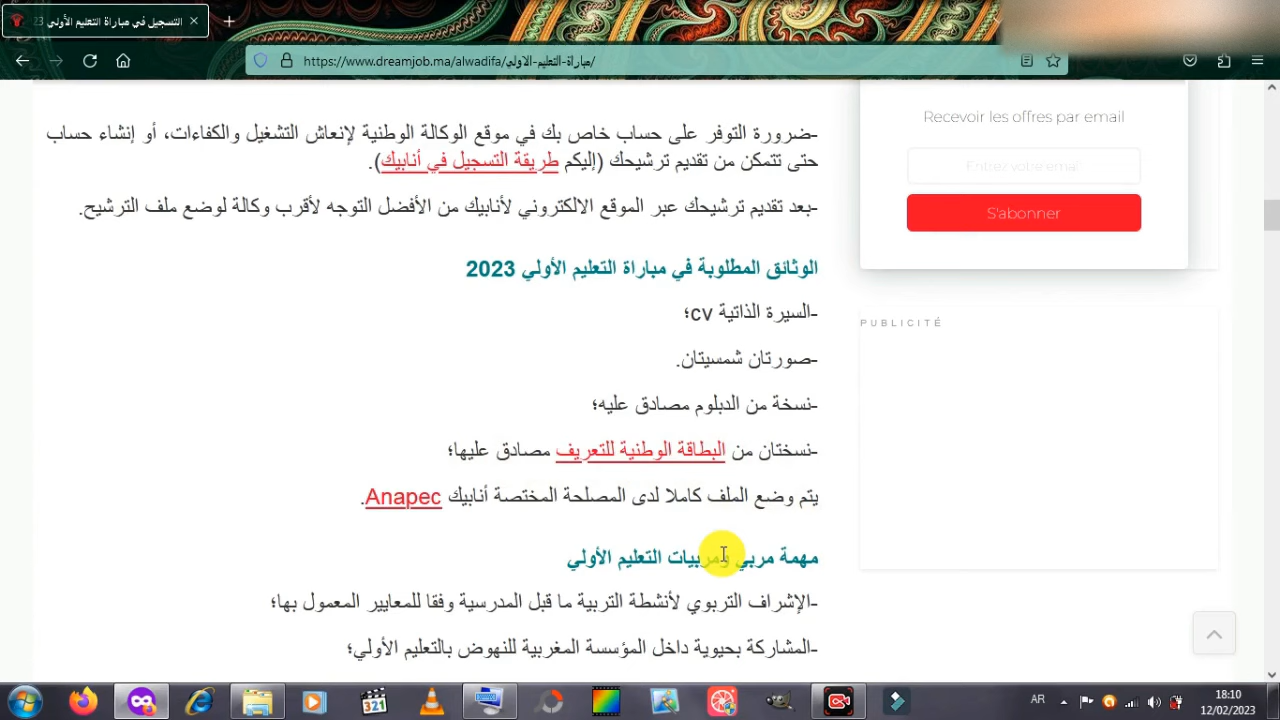 التسجيل في مباراة التعليم الأولي 23
https://www.dreamjob.ma/alwadifa/مباراة-التعليم-الاولي/
-ضرورة التوفر على حساب خاص بك في موقع الوكالة الوطنية لإنعاش التشغيل والكفاءات، أو إنشاء حساب
حتى تتمكن من تقديم ترشيحك (إليكم طريقة التسجيل في أنابيك).
-بعد تقديم ترشيحك عبر الموقع الالكتروني لأنابيك من الأفضل التوجه لأقرب وكالة لوضع ملف الترشيح.
الوثائق المطلوبة في مباراة التعليم الأولي 2023
-السيرة الذاتية cv؛
-صورتان شمسيتان.
-نسخة من الدبلوم مصادق عليه؛
-نسختان من البطاقة الوطنية للتعريف مصادق عليها؛
يتم وضع الملف كاملا لدى المصلحة المختصة أنابيك Anapec.
مهمة مربي ومربيات التعليم الأولي
-الإشراف التربوي لأنشطة التربية ما قبل المدرسية وفقا للمعايير المعمول بها؛
-المشاركة بحيوية داخل المؤسسة المغربية للنهوض بالتعليم الأولي؛
Recevoir les offres par email
Entrez votre email
S'abonner
PUBLICITÉ
321
AR
18:10
12/02/2023